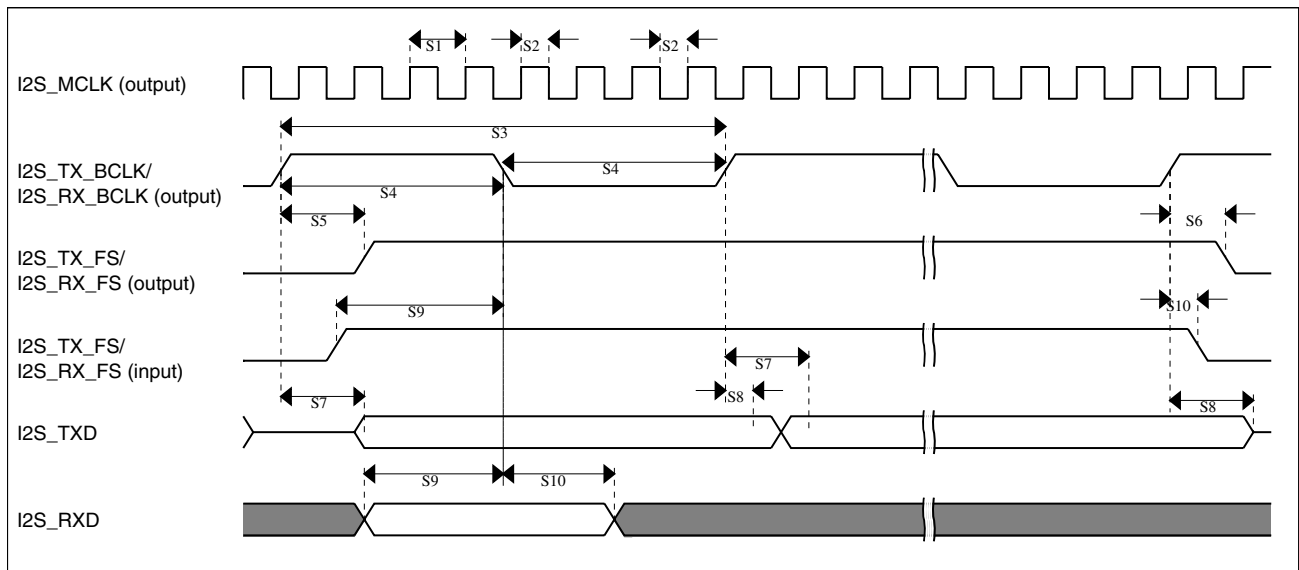 S1
S2
S2
I2S_MCLK (output)
S3
I2S_TX_BCLK/
I2S_RX_BCLK (output)
S4
S4
S5
S6
I2S_TX_FS/
I2S_RX_FS (output)
S9
S10
I2S_TX_FS/
I2S_RX_FS (input)
S7
S8
S7
S8
I2S_TXD
S9
S10
I2S_RXD